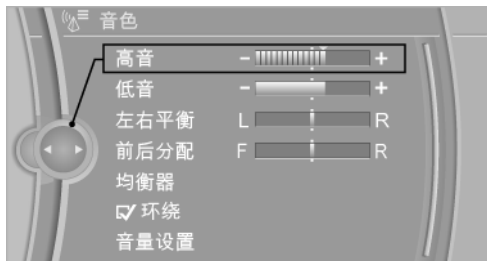 音色
高音 - +
低音 - +
左右平衡 L R
前后分配 F R
均衡器
环绕
音量设置